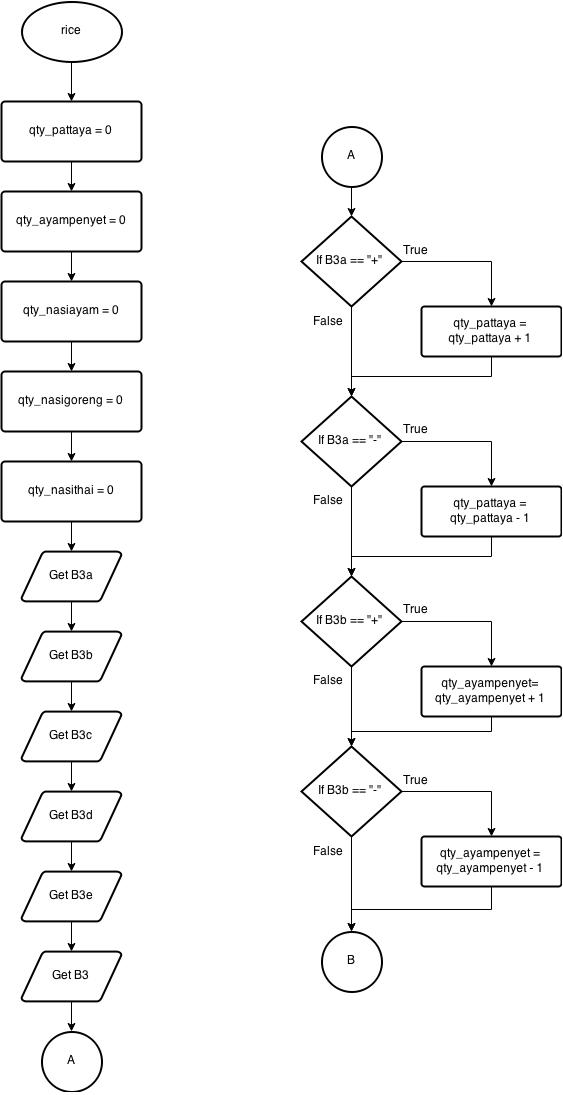 rice
qty_pattaya = 0
qty_ayampenyet = 0
qty_nasiayam = 0
qty_nasigoreng = 0
qty_nasithai = 0
Get B3a
Get B3b
Get B3c
Get B3d
Get B3e
Get B3
A
A
If B3a == "+"
True
False
qty_pattaya =
qty_pattaya + 1
If B3a == "-"
True
False
qty_pattaya =
qty_pattaya - 1
If B3b == "+"
True
False
qty_ayampenyet=
qty_ayampenyet + 1
If B3b == "-"
True
False
qty_ayampenyet =
qty_ayampenyet - 1
B